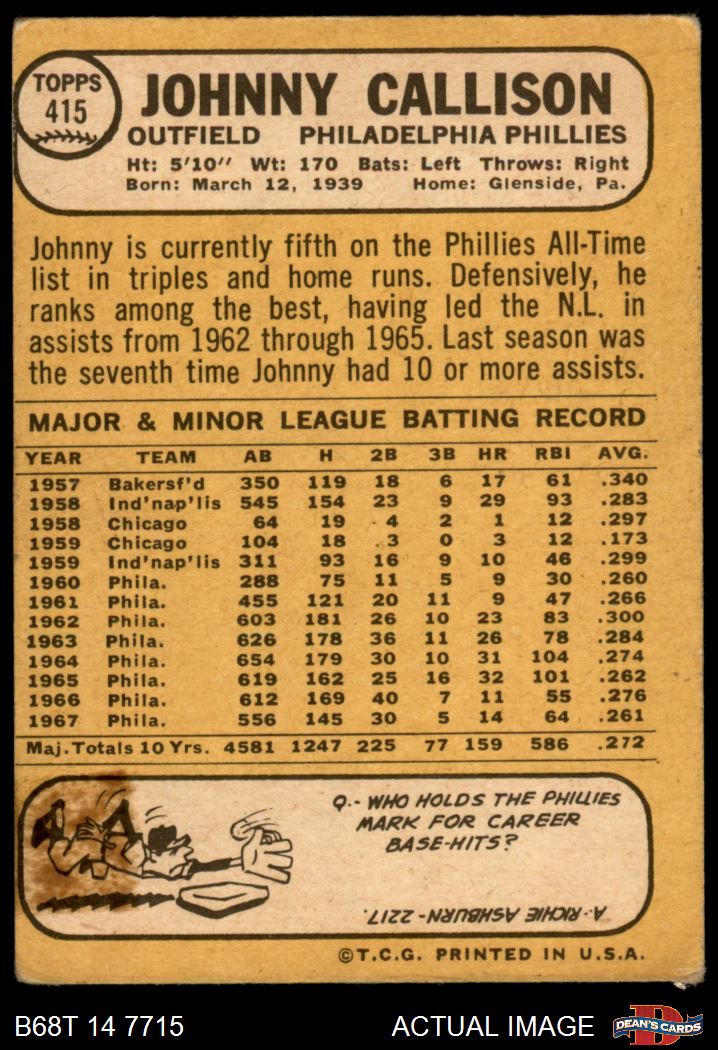 TOPPS
415
JOHNNY CALLISON
OUTFIELD PHILADELPHIA PHILLIES
Ht: 5'10" Wt: 170 Bats: Left Throws: Right
Born: March 12, 1939 Home: Glenside, Pa.
Johnny is currently fifth on the Phillies All-Time
list in triples and home runs. Defensively, he
ranks among the best, having led the N.L. in
assists from 1962 through 1965. Last season was
the seventh time Johnny had 10 or more assists.
MAJOR & MINOR LEAGUE BATTING RECORD
YEAR TEAM AB H 2B 3B HR RBI AVG.
1957 Bakersf'd 350 119 18 6 17 61 .340
1958 Ind'nap'lis 545 154 23 9 29 93 .283
1958 Chicago 64 19 4 2 1 12 .297
1959 Chicago 104 18 3 0 3 12 .173
1959 Ind'nap'lis 311 93 16 9 10 46 .299
1960 Phila. 288 75 11 5 9 30 .260
1961 Phila. 455 121 20 11 9 47 .266
1962 Phila. 603 181 26 10 23 83 .300
1963 Phila. 626 178 36 11 26 78 .284
1964 Phila. 654 179 30 10 31 104 .274
1965 Phila. 619 162 25 16 32 101 .262
1966 Phila. 612 169 40 7 11 55 .276
1967 Phila. 556 145 30 5 14 64 .261
Maj. Totals 10 Yrs. 4581 1247 225 77 159 586 .272
Q.- WHO HOLDS THE PHILLIES
MARK FOR CAREER
BASE-HITS?
A.- RICHIE ASHBURN - 2217.
©T.C.G. PRINTED IN U.S.A.
B68T 14 7715 ACTUAL IMAGE
D
DEAN'S CARDS